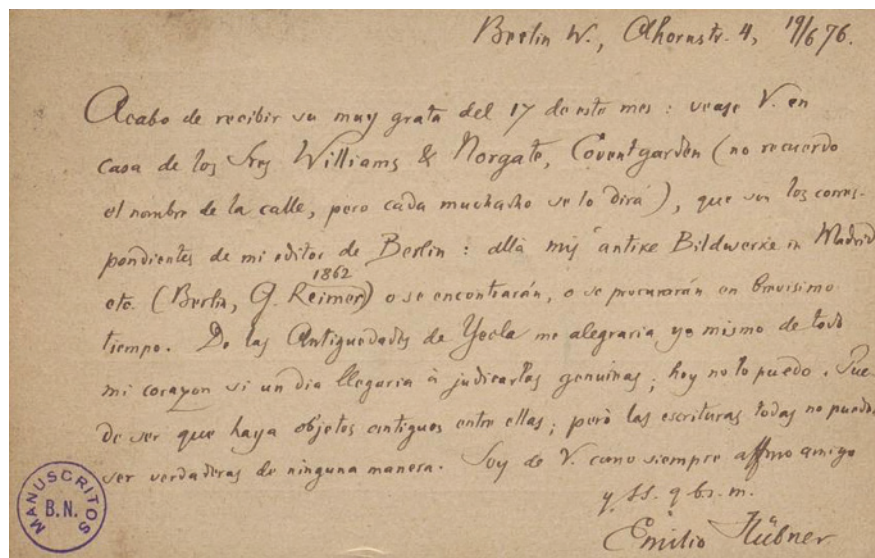 Berlin W., Ahornstr. 4, 19/6 76.
Acabo de recibir su muy grata del 17 de este mes : vease V. en
casa de los Sres Williams & Norgate, Coventgarden (no recuerdo
el nombre de la calle, pero cada muchacho se lo dirá), que son los corres-
pondientes de mi editor de Berlin : allá mis antike Bildwerke in Madrid
etc. (Berlin, G. Reimer 1862) o se encontrarán, o se procurarán en brevisimo
tiempo. De las Antiguedades de Yecla me alegraria yo mismo de todo
mi corazon si un dia llegaria á judicarlas genuinas ; hoy no lo puedo. Pue-
de ser que haya objetos antiguos entre ellas ; pero las escrituras todas no pueden
ser verdaderas de ninguna manera. Soy de V. como siempre affmo amigo
y SS. q b s. m.
Emilio Hübner
MANUSCRITOS
B.N.